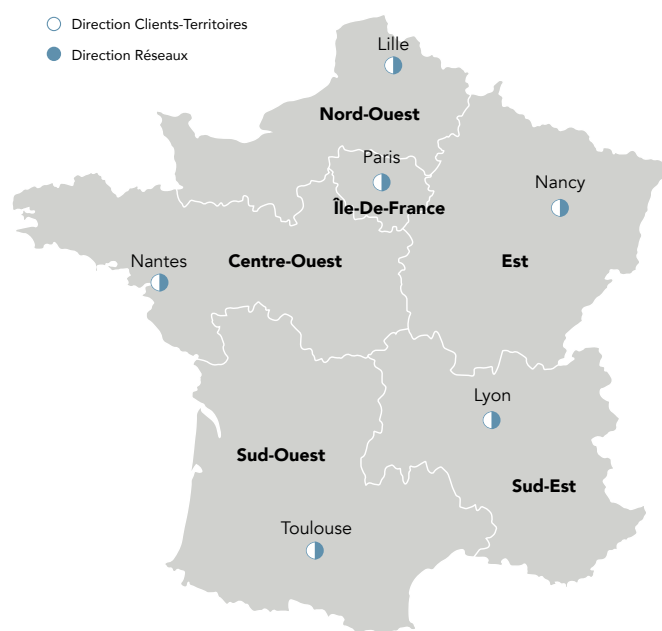 Direction Clients-Territoires
Direction Réseaux
Lille
Nord-Ouest
Paris
Île-De-France
Nancy
Est
Nantes
Centre-Ouest
Lyon
Sud-Est
Sud-Ouest
Toulouse